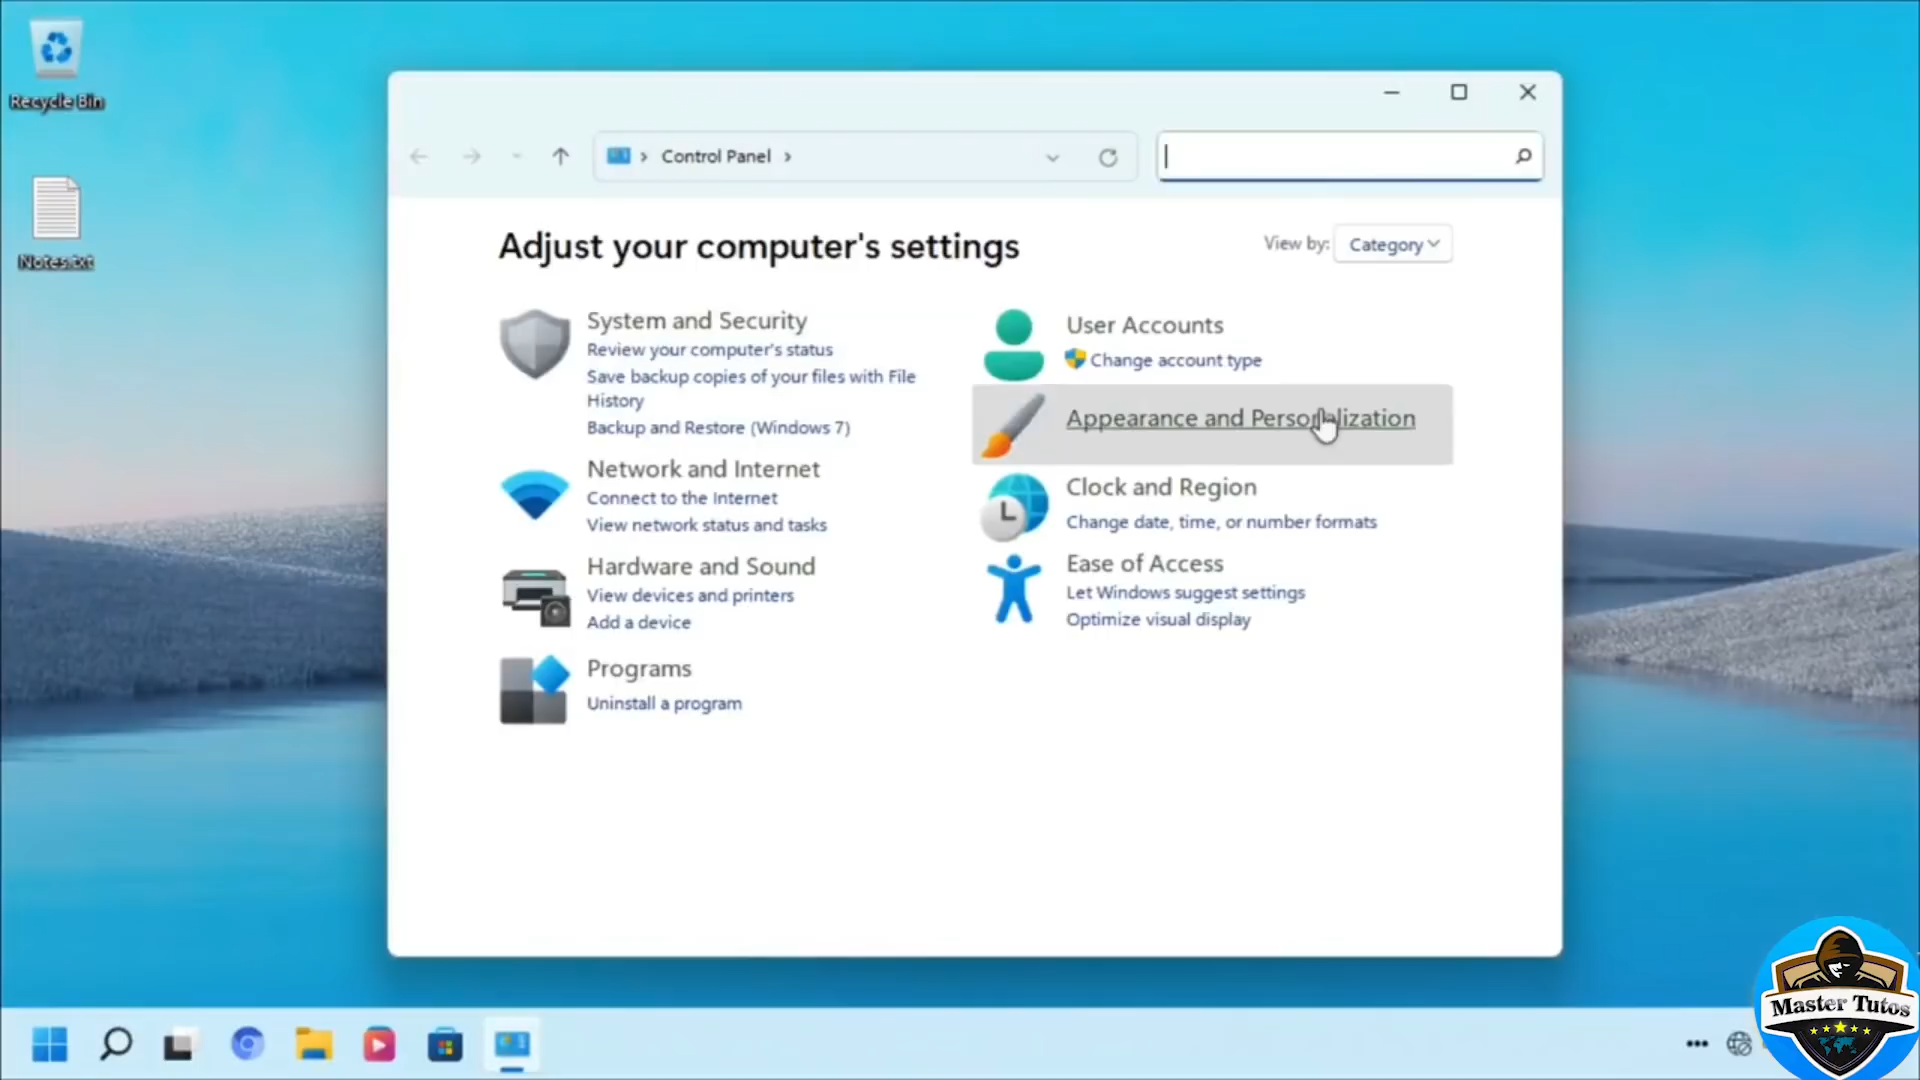 Recycle Bin
Notes.txt
Control Panel
Adjust your computer's settings
View by:
Category
System and Security
Review your computer's status
Save backup copies of your files with File
History
Backup and Restore (Windows 7)
Network and Internet
Connect to the Internet
View network status and tasks
Hardware and Sound
View devices and printers
Add a device
Programs
Uninstall a program
User Accounts
Change account type
Appearance and Personalization
Clock and Region
Change date, time, or number formats
Ease of Access
Let Windows suggest settings
Optimize visual display
Master Tutos